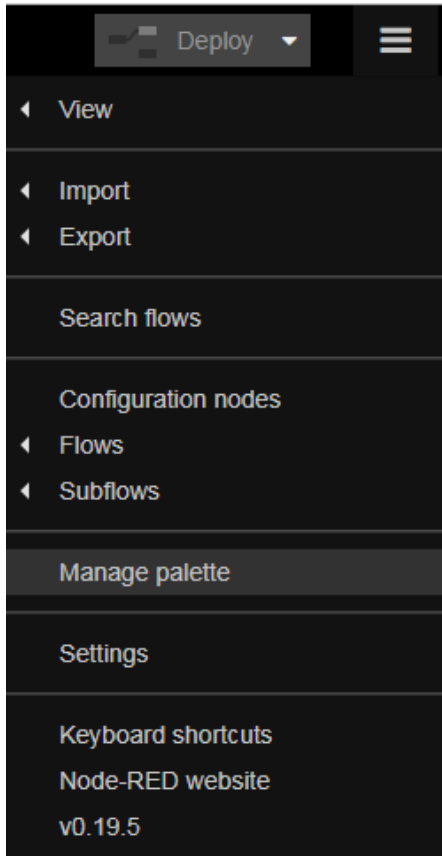 Deploy
View
Import
Export
Search flows
Configuration nodes
Flows
Subflows
Manage palette
Settings
Keyboard shortcuts
Node-RED website
v0.19.5